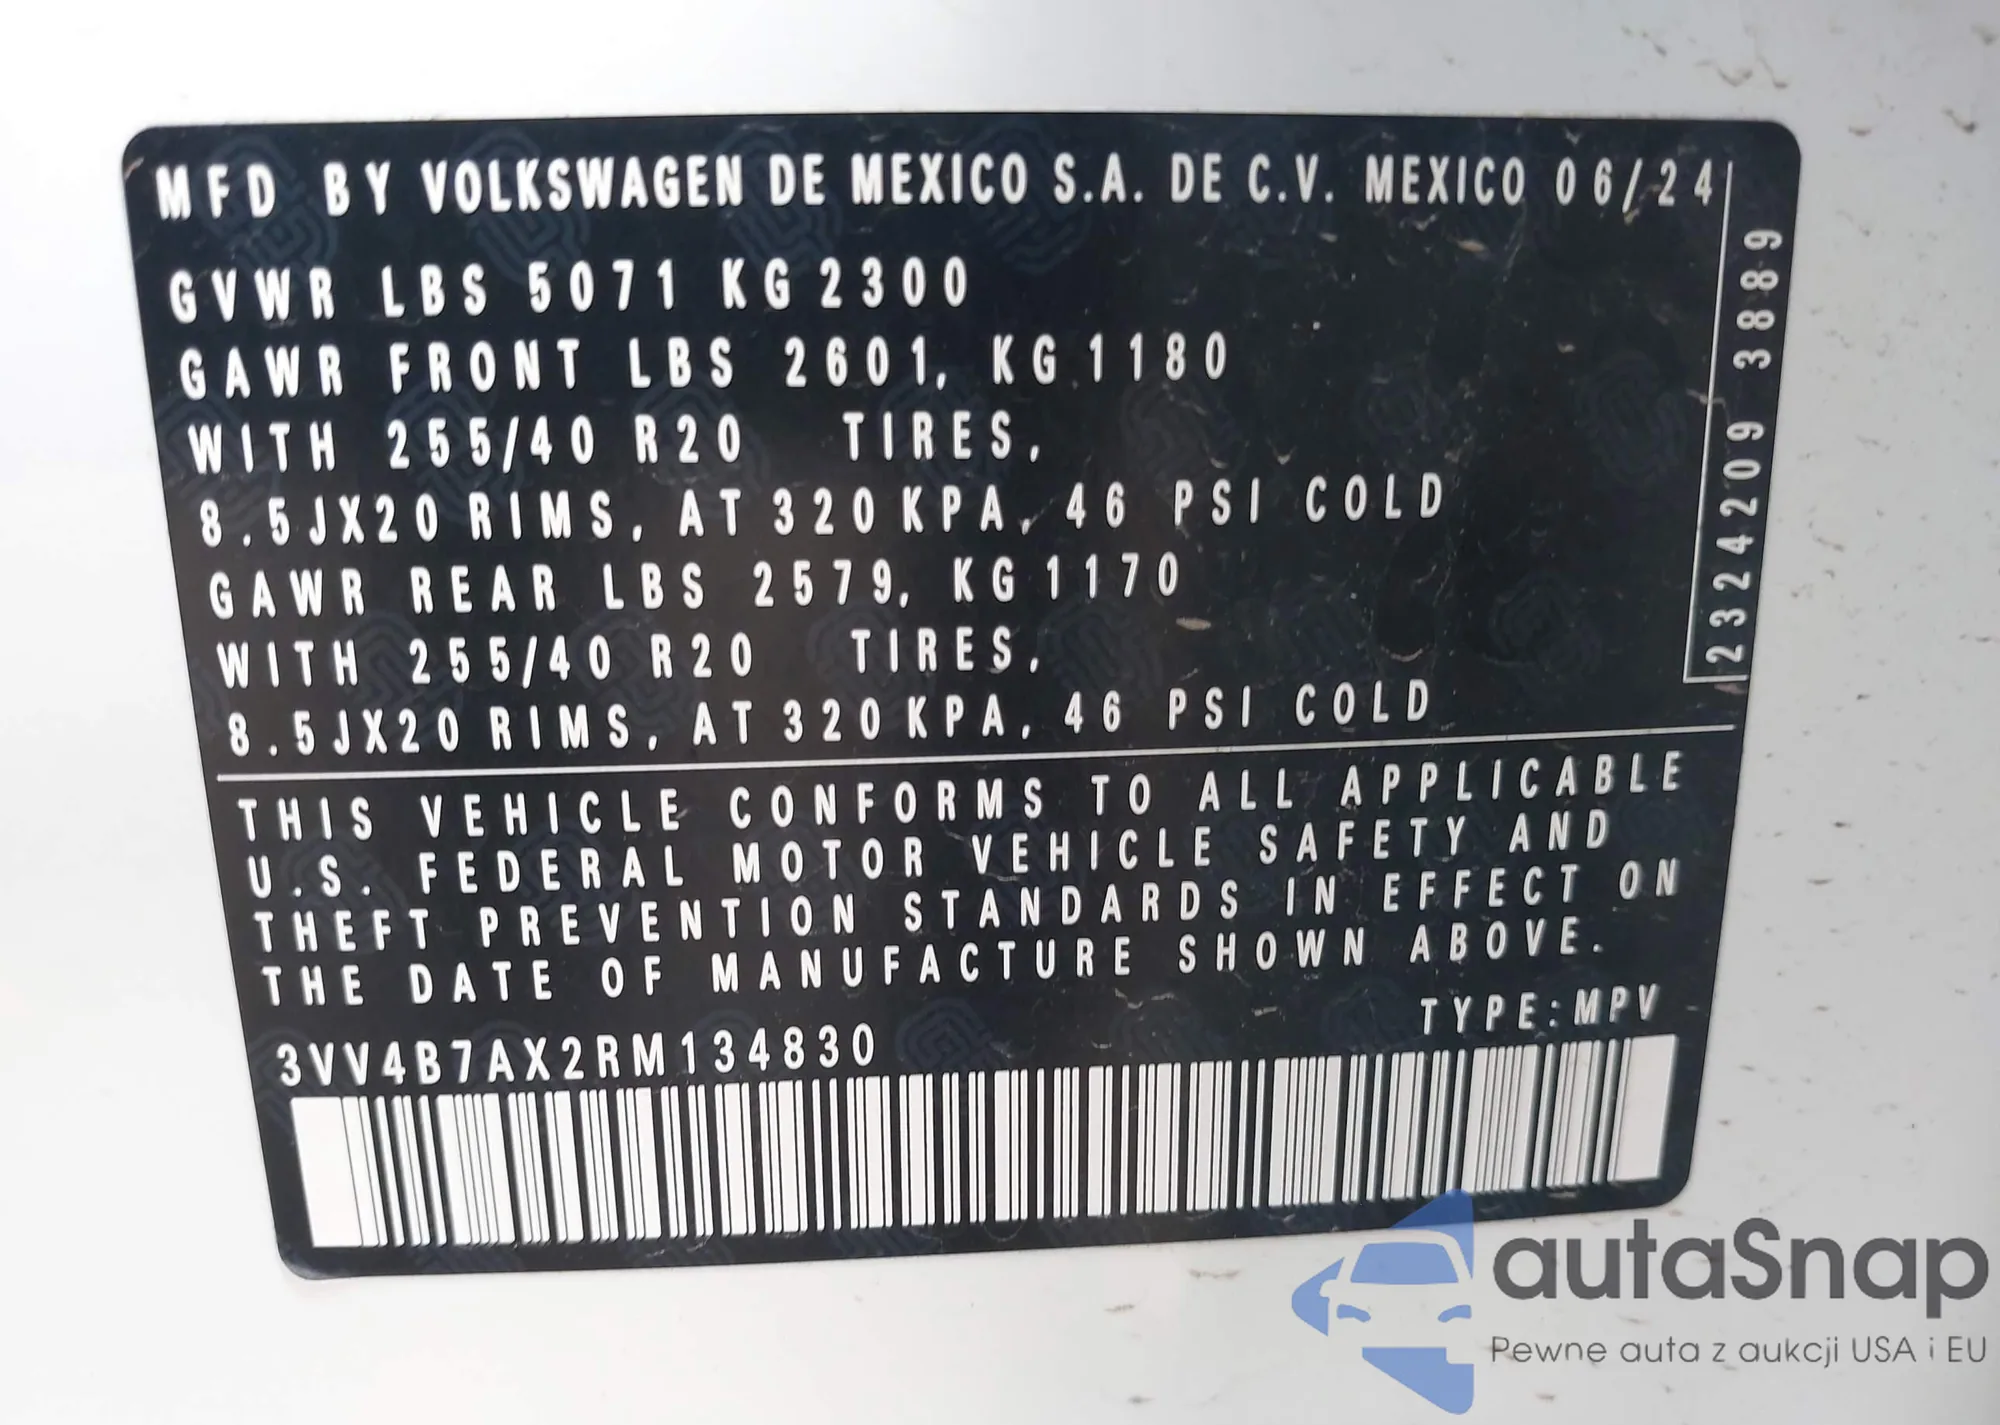 MFD BY VOLKSWAGEN DE MEXICO S.A. DE C.V. MEXICO 06/24
GVWR LBS 5071 KG 2300
GAWR FRONT LBS 2601, KG 1180
WITH 255/40 R20 TIRES,
8.5JX20 RIMS, AT 320 KPA, 46 PSI COLD
GAWR REAR LBS 2579, KG 1170
WITH 255/40 R20 TIRES,
8.5JX20 RIMS, AT 320 KPA, 46 PSI COLD
2324209 3889
THIS VEHICLE CONFORMS TO ALL APPLICABLE
U.S. FEDERAL MOTOR VEHICLE SAFETY AND
THEFT PREVENTION STANDARDS IN EFFECT ON
THE DATE OF MANUFACTURE SHOWN ABOVE.
TYPE: MPV
3VV4B7AX2RM134830
autaSnap
Pewne auta z aukcji USA i EU